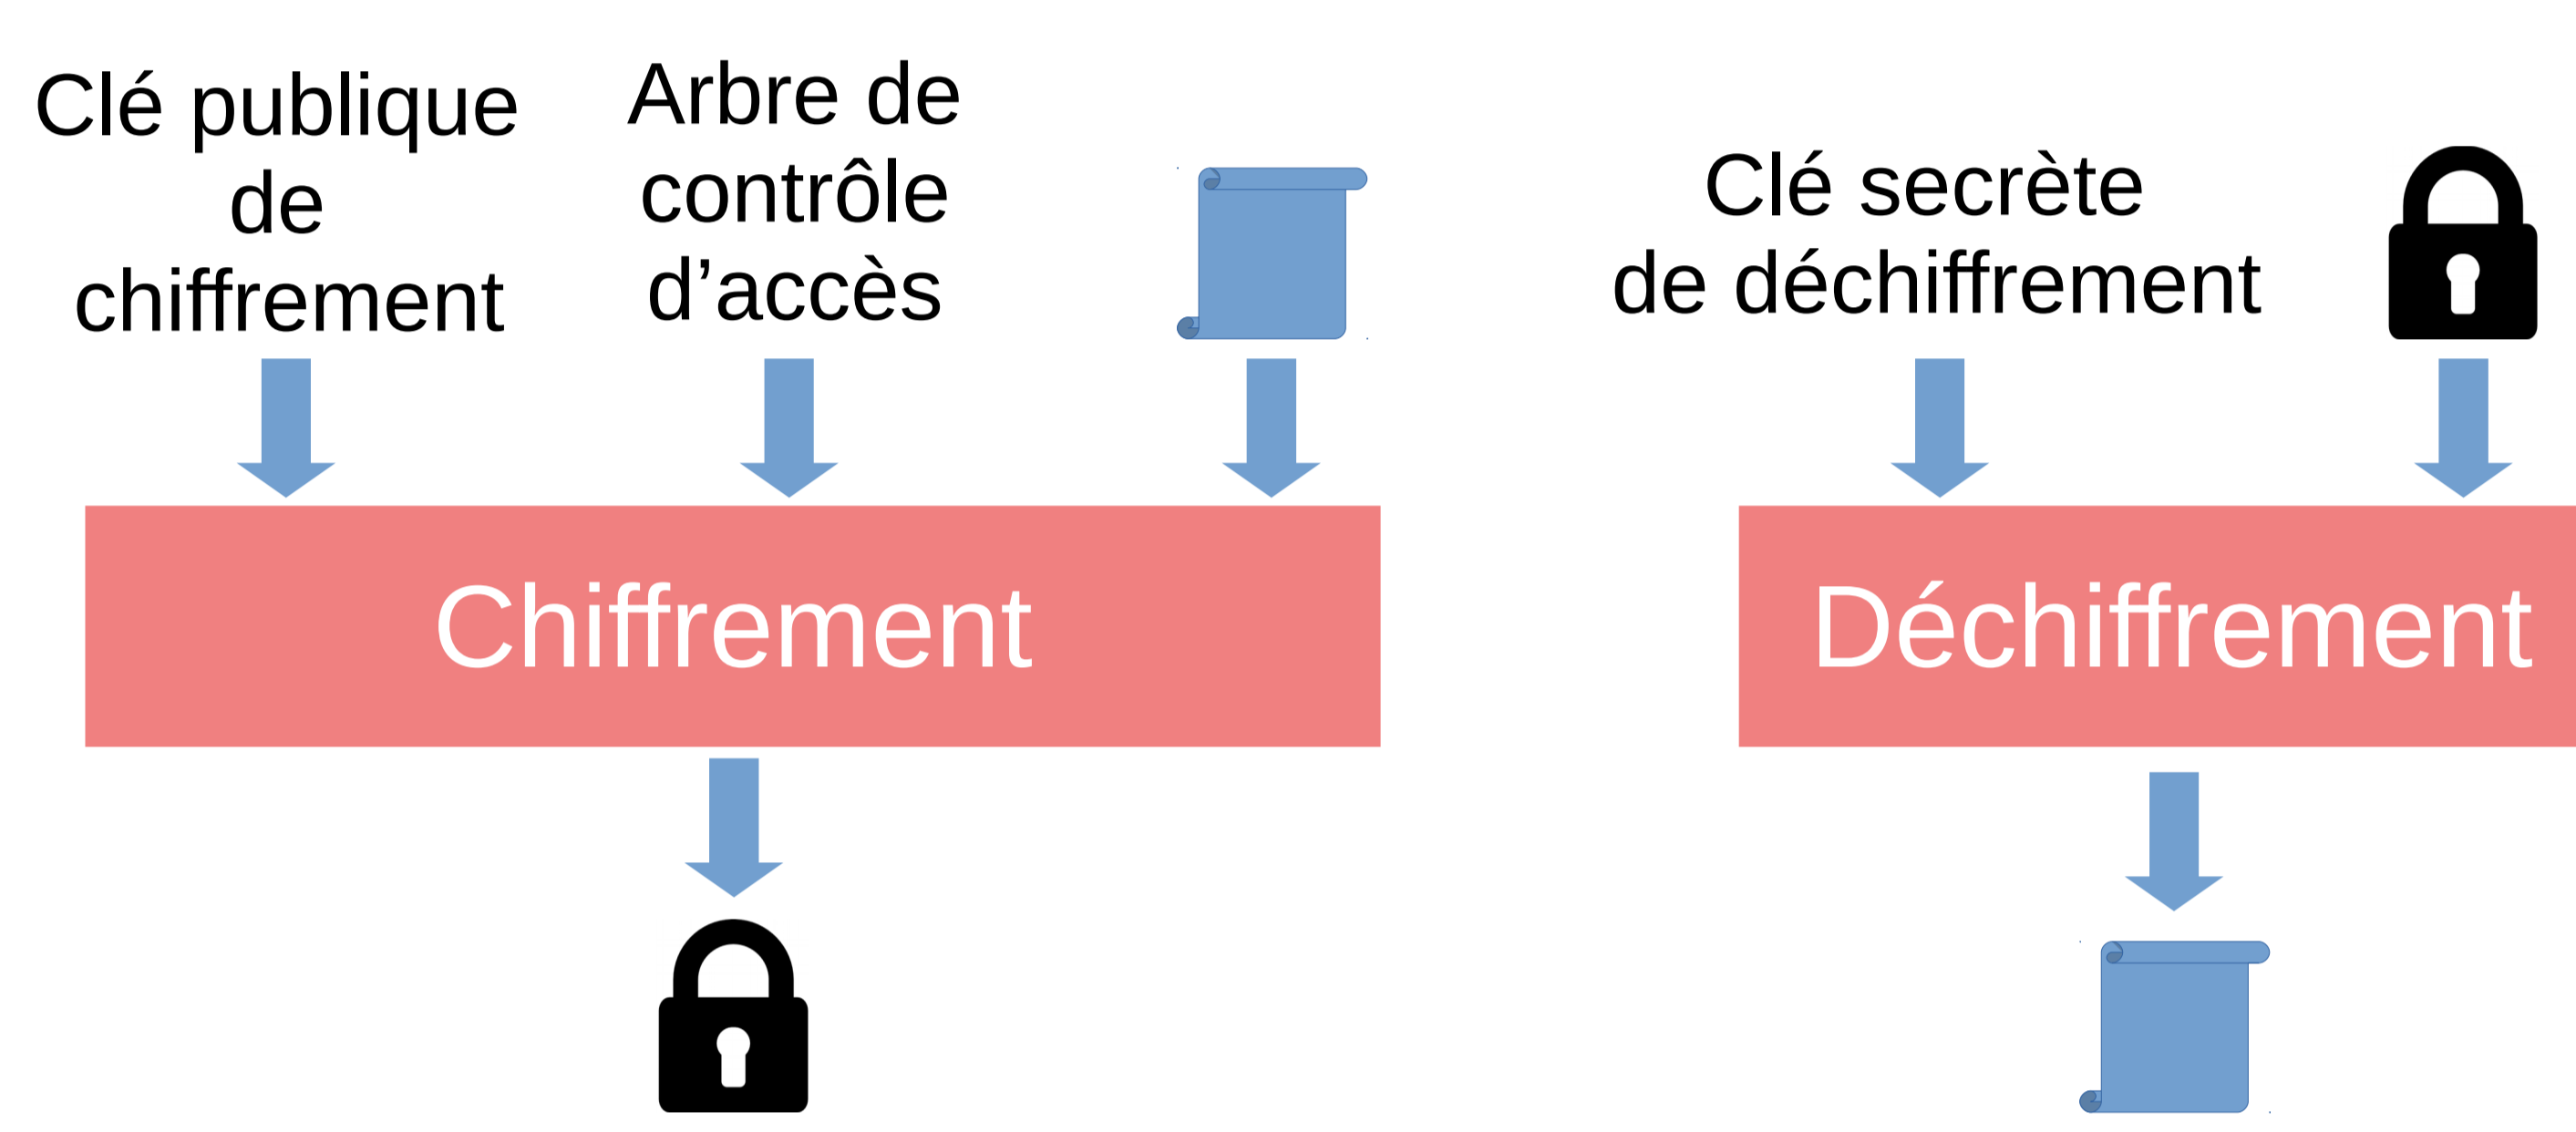 Clé publique
de
chiffrement
Arbre de
contrôle
d’accès
Clé secrète
de déchiffrement
Chiffrement
Déchiffrement